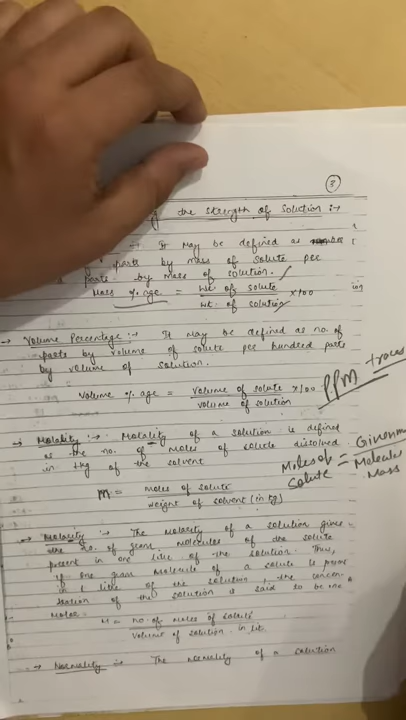 3
the strength of solution :-
:- It may be defined as
parts by mass of solute per
parts by mass of solution.
Mass % age = wt. of solute / wt. of solution × 100
→ Volume Percentage :- It may be defined as no. of
parts by volume of solute per hundred parts
by volume of solution.
Volume % age = volume of solute / volume of solution × 100
PPM traces
→ Molality :- Molality of a solution is defined
as the no. of moles of solute dissolved
in 1 kg of the solvent
Moles of Solute = Given m / Molecular Mass
m = moles of solute / weight of solvent (in kg)
→ Molarity :- The molarity of a solution gives
the no. of gram molecules of the solute
present in one litre of the solution. Thus,
if one gram molecule of a solute is present
in 1 litre of the solution, the concen-
tration of the solution is said to be one
molar.
M = no. of moles of solute / Volume of solution in lit.
→ Normality :- The normality of a solution